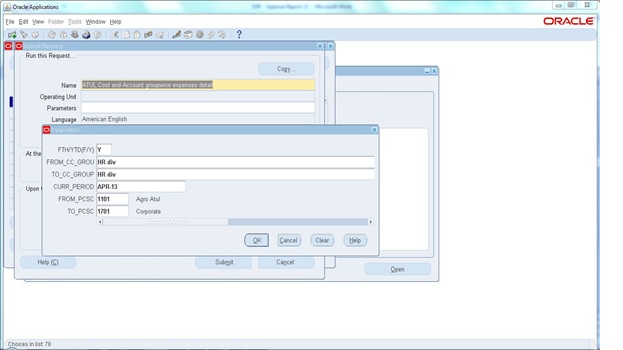 Oracle Applications
File Edit View Folder Tools Window Help
ORACLE
Submit Request
Run this Request...
Copy...
Name ATUL Cost and Account groupwise expenses detail
Operating Unit
Parameters
Language American English
Parameters
At the
FTH/YTD(F/Y) Y
FROM_CC_GROU HR div
TO_CC_GROUP HR div
CURR_PERIOD APR-13
FROM_PCSC 1101 Agro Atul
TO_PCSC 1701 Corporate
Upon
OK Cancel Clear Help
Help (C) Submit Cancel
Open
Choices in list 78